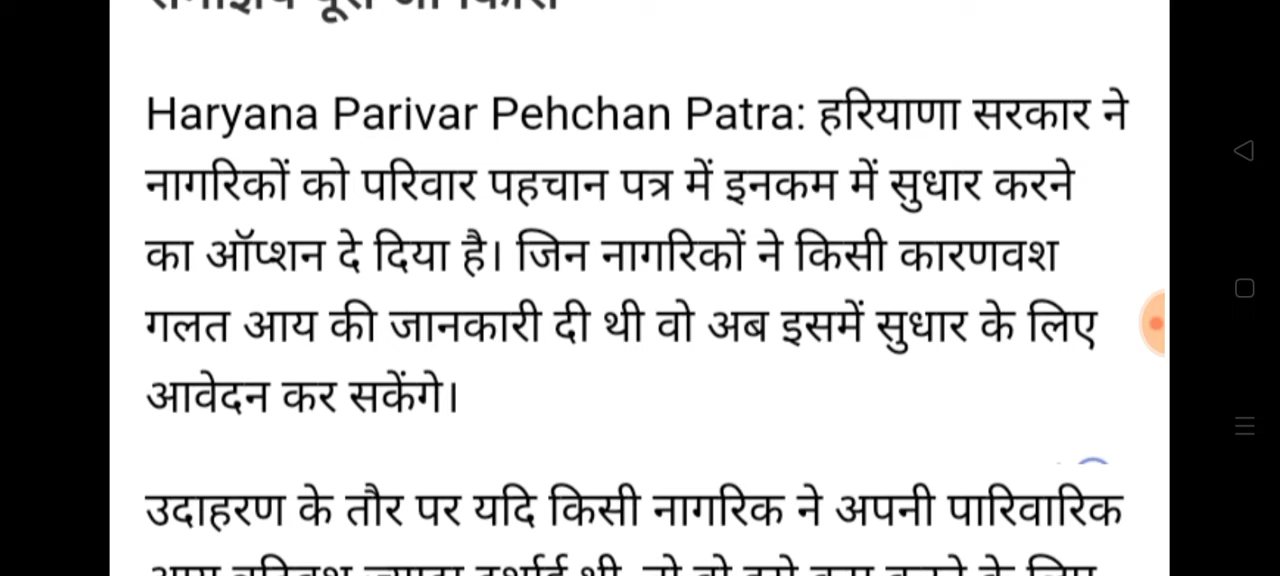 Haryana Parivar Pehchan Patra: हरियाणा सरकार ने
नागरिकों को परिवार पहचान पत्र में इनकम में सुधार करने
का ऑप्शन दे दिया है। जिन नागरिकों ने किसी कारणवश
गलत आय की जानकारी दी थी वो अब इसमें सुधार के लिए
आवेदन कर सकेंगे।
उदाहरण के तौर पर यदि किसी नागरिक ने अपनी पारिवारिक